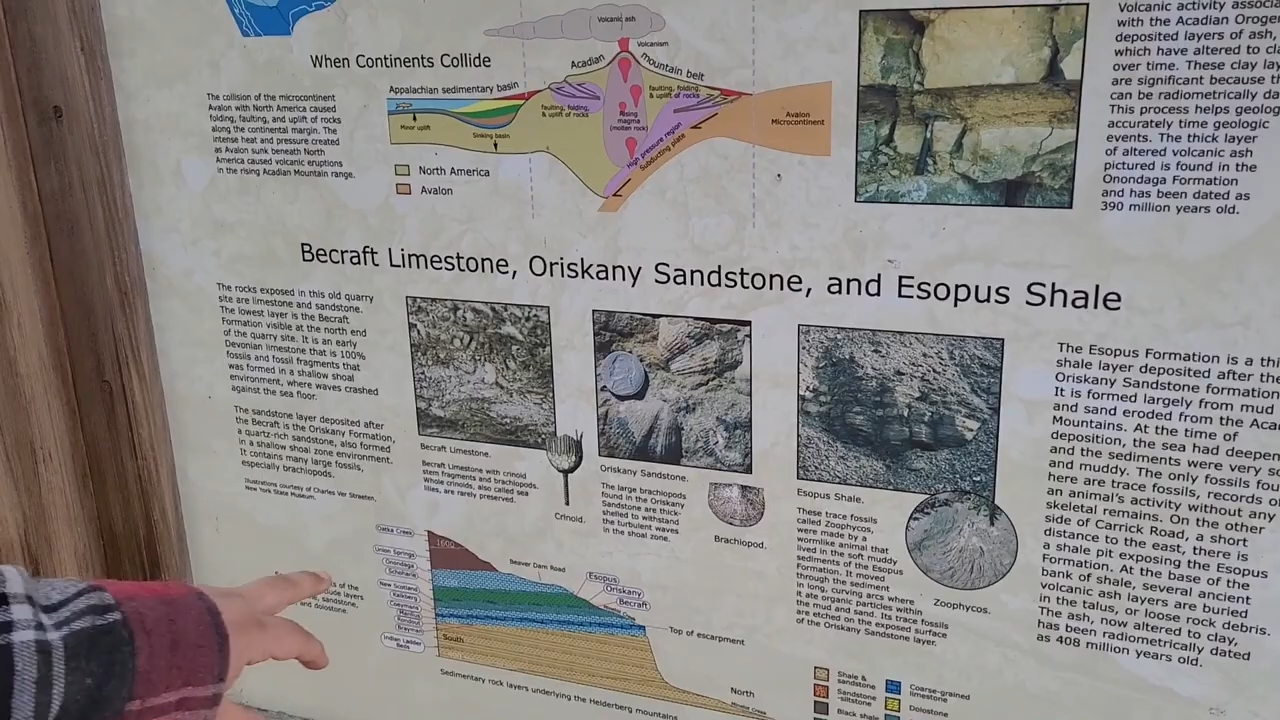 Volcanic ash
Volcanism
When Continents Collide
Acadian
mountain belt
Appalachian sedimentary basin
faulting, folding,
& uplift of rocks
faulting, folding,
& uplift of rocks
Rising
magma
(molten rock)
High pressure region
Subducting plate
Avalon
Microcontinent
Minor uplift
Sinking basin
North America
Avalon
The collision of the microcontinent
Avalon with North America caused
folding, faulting, and uplift of rocks
along the continental margin. The
intense heat and pressure created
as Avalon sunk beneath North
America caused volcanic eruptions
in the rising Acadian Mountain range.
Volcanic activity
with the Acadian
deposited layers of ash,
which have altered to
over time. These clay
are significant because
can be radiometrically
This process helps
accurately time geologic
events. The thick layer
of altered volcanic ash
pictured is found in the
Onondaga Formation
and has been dated as
390 million years old.
Becraft Limestone, Oriskany Sandstone, and Esopus Shale
The rocks exposed in this old quarry
site are limestone and sandstone.
The lowest layer is the Becraft
Formation visible at the north end
of the quarry site. It is an early
Devonian limestone that is 100%
fossils and fossil fragments that
was formed in a shallow shoal
environment, where waves crashed
against the sea floor.
The sandstone layer deposited after
the Becraft is the Oriskany Formation,
a quartz-rich sandstone, also formed
in a shallow shoal zone environment.
It contains many large fossils,
especially brachiopods.
Illustrations courtesy of Charles Ver Straeten,
New York State Museum.
Becraft Limestone.
Becraft Limestone with crinoid
stem fragments and brachiopods.
Whole crinoids, also called sea
lilies, are rarely preserved.
Crinoid.
Oriskany Sandstone.
The large brachiopods
found in the Oriskany
Sandstone are thick-
shelled to withstand
the turbulent waves
in the shoal zone.
Brachiopod.
Esopus Shale.
These trace fossils
called Zoophycos,
were made by a
wormlike animal that
lived in the soft muddy
sediments of the Esopus
Formation. It moved
through the sediment
in long, curving arcs where
it ate organic particles within
the mud and sand. Its trace fossils
are etched on the exposed surface
of the Oriskany Sandstone layer.
Zoophycos.
The Esopus Formation is a
shale layer deposited after the
Oriskany Sandstone formation
It is formed largely from mud
and sand eroded from the
Mountains. At the time of
deposition, the sea had
and the sediments were very
and muddy. The only fossils
here are trace fossils, records
an animal's activity without any
skeletal remains. On the other
side of Carrick Road, a short
distance to the east, there is
a shale pit exposing the Esopus
Formation. At the base of the
bank of shale, several ancient
volcanic ash layers are buried
in the talus, or loose rock debris.
The ash, now altered to clay,
has been radiometrically dated
as 408 million years old.
of the
layers
sandstone,
and dolostone.
Union Springs
Onondaga
Schoharie
New Scotland
Kalkberg
Coeymans
Manlius
Rondout
Brayman
Indian Ladder
Beds
1600
Beaver Dam Road
Esopus
Oriskany
Becraft
Top of escarpment
South
North
Sedimentary rock layers underlying the Helderberg mountains
Shale &
sandstone
Sandstone
-siltstone
Black shale
Coarse-grained
limestone
Dolostone